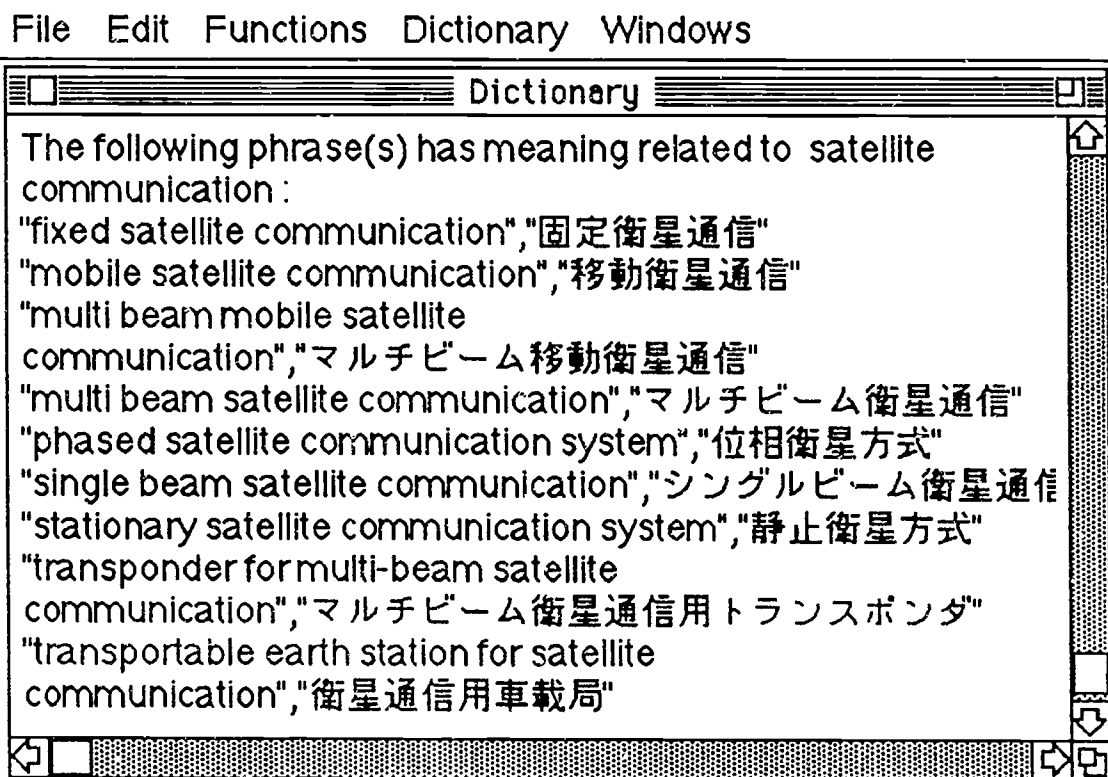 File Edit Functions Dictionary Windows
Dictionary
The following phrase(s) has meaning related to satellite
communication :
"fixed satellite communication","固定衛星通信"
"mobile satellite communication","移動衛星通信"
"multi beam mobile satellite
communication","マルチビーム移動衛星通信"
"multi beam satellite communication","マルチビーム衛星通信"
"phased satellite communication system","位相衛星方式"
"single beam satellite communication","シングルビーム衛星通信
"stationary satellite communication system","静止衛星方式"
"transponder for multi-beam satellite
communication","マルチビーム衛星通信用トランスポンダ"
"transportable earth station for satellite
communication","衛星通信用車載局"